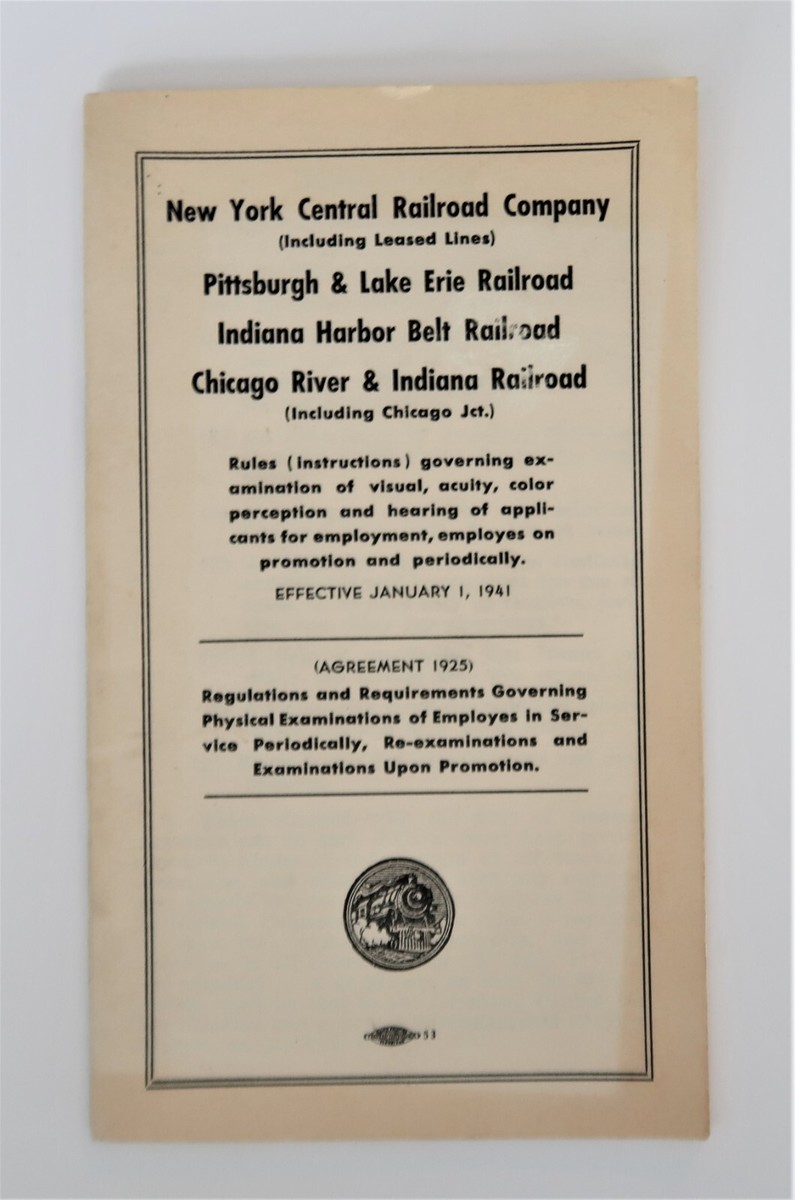 New York Central Railroad Company
(Including Leased Lines)
Pittsburgh & Lake Erie Railroad
Indiana Harbor Belt Railroad
Chicago River & Indiana Railroad
(Including Chicago Jct.)
Rules (instructions) governing ex-
amination of visual, acuity, color
perception and hearing of appli-
cants for employment, employes on
promotion and periodically.
EFFECTIVE JANUARY 1, 1941
(AGREEMENT 1925)
Regulations and Requirements Governing
Physical Examinations of Employes in Ser-
vice Periodically, Re-examinations and
Examinations Upon Promotion.
53